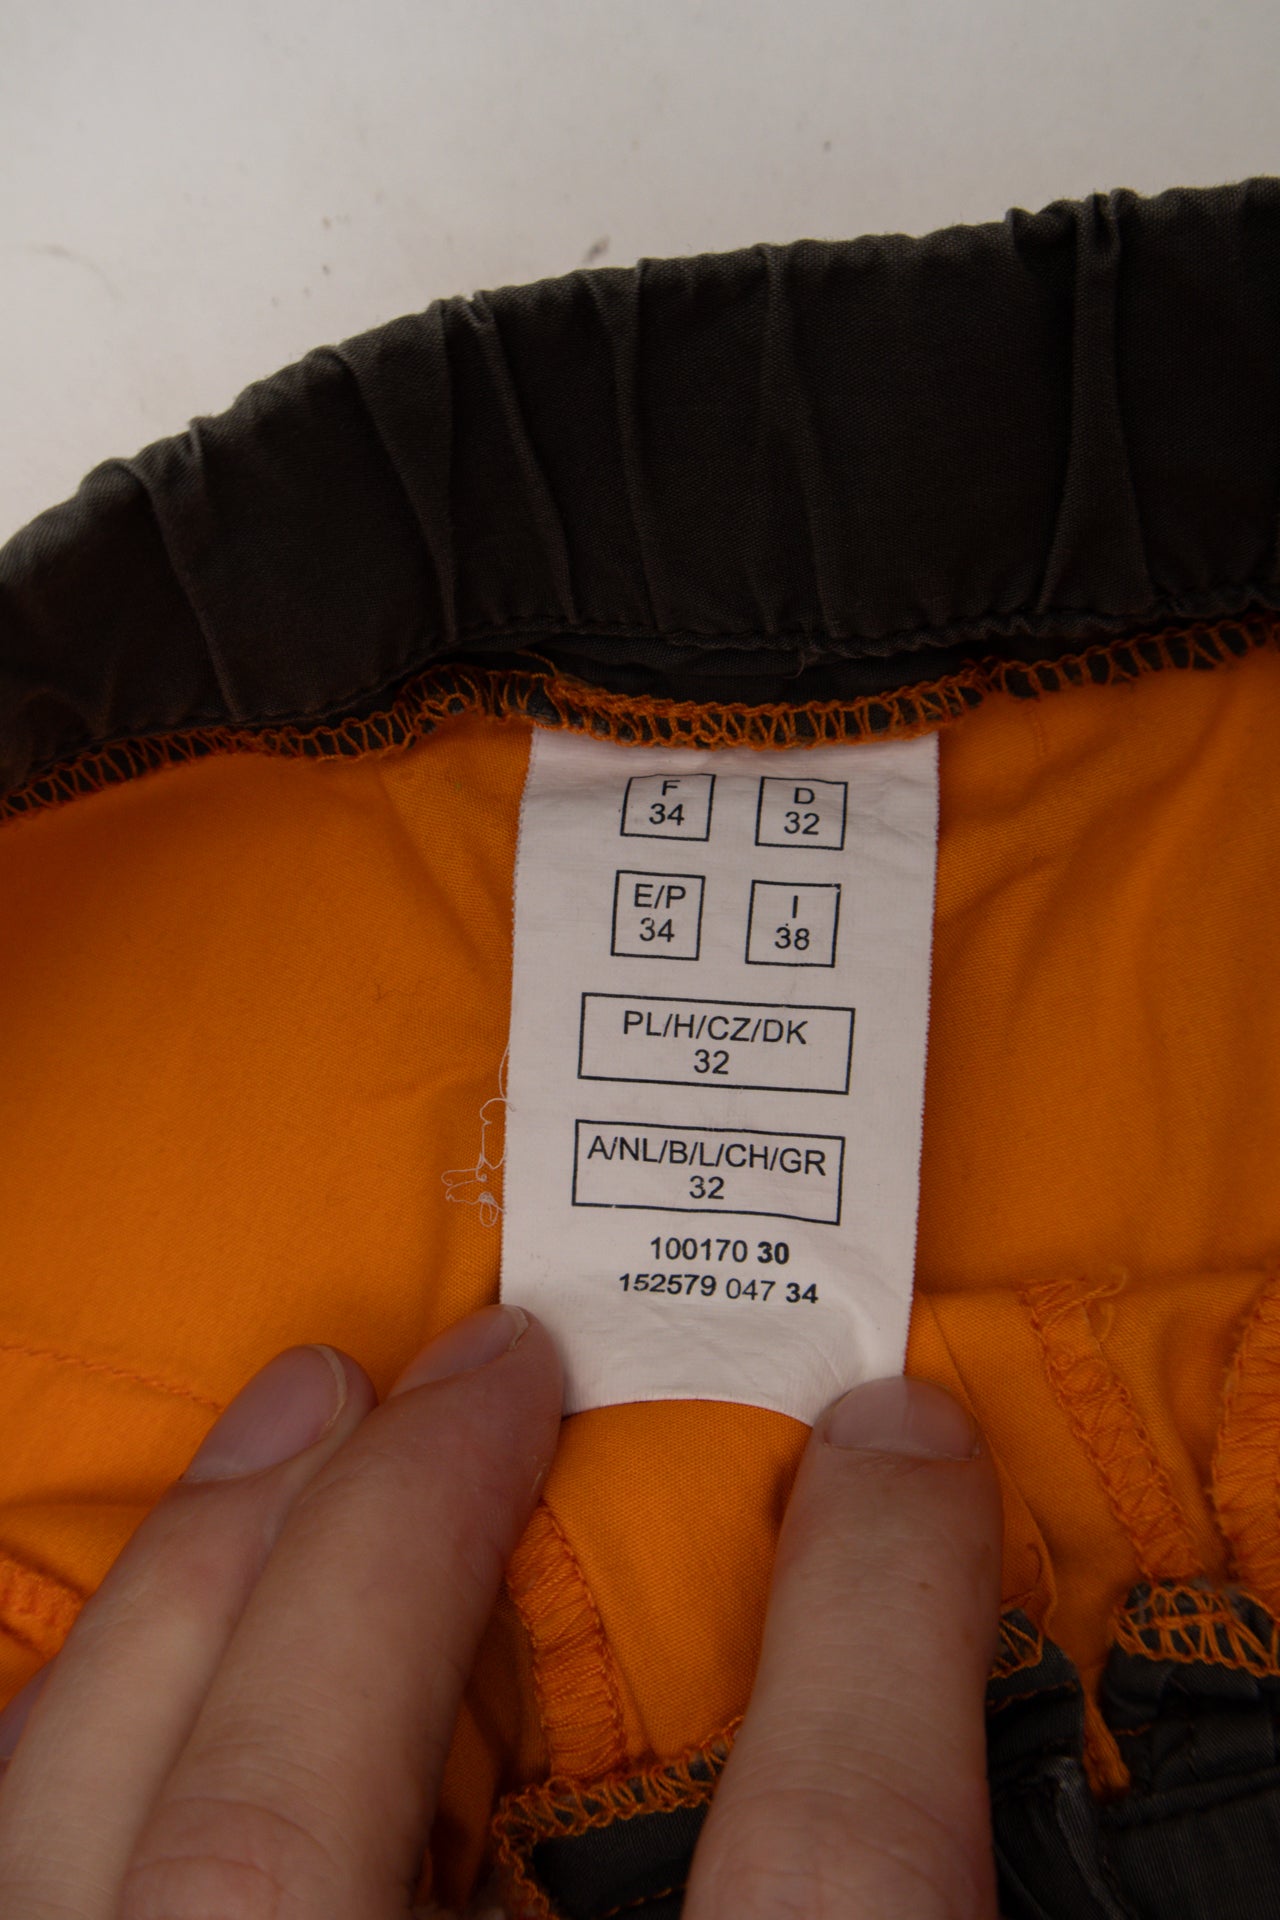 F D
34 32
E/P I
34 38
PL/H/CZ/DK
32
A/NL/B/L/CH/GR
32
100170 30
152579 047 34